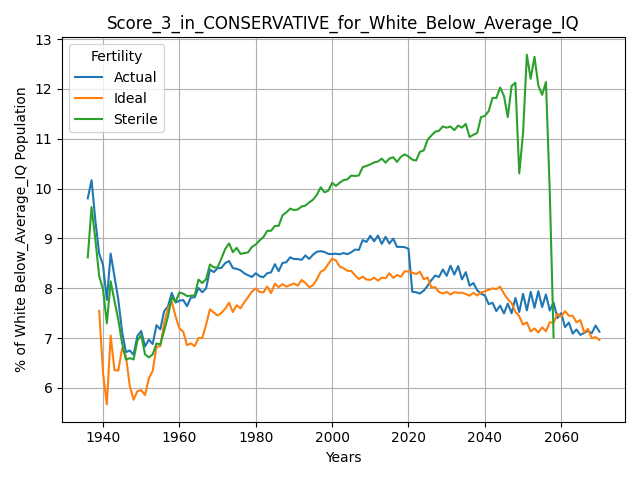 Score_3_in_CONSERVATIVE_for_White_Below_Average_IQ
13
12
11
10
9
8
7
6
% of White Below_Average_IQ Population
Fertility
Actual
Ideal
Sterile
1940
1960
1980
2000
2020
2040
2060
Years